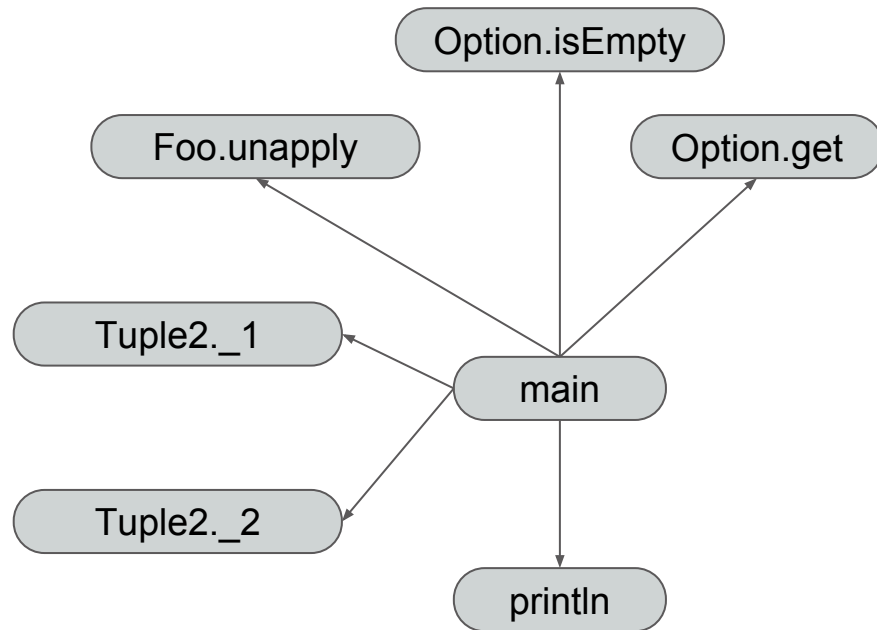 Option.isEmpty
Foo.unapply
Option.get
Tuple2._1
main
Tuple2._2
println